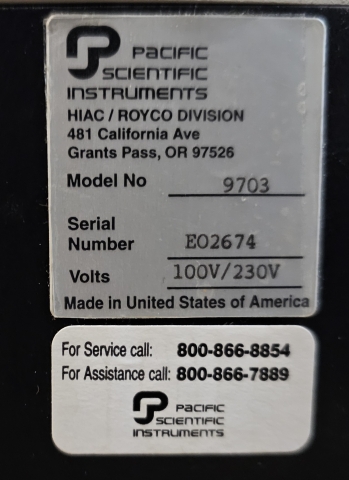 PACIFIC
SCIENTIFIC
INSTRUMENTS
HIAC / ROYCO DIVISION
481 California Ave
Grants Pass, OR 97526
Model No 9703
Serial
Number EO2674
Volts 100V/230V
Made in United States of America
For Service call: 800-866-8854
For Assistance call: 800-866-7889
PACIFIC
SCIENTIFIC
INSTRUMENTS